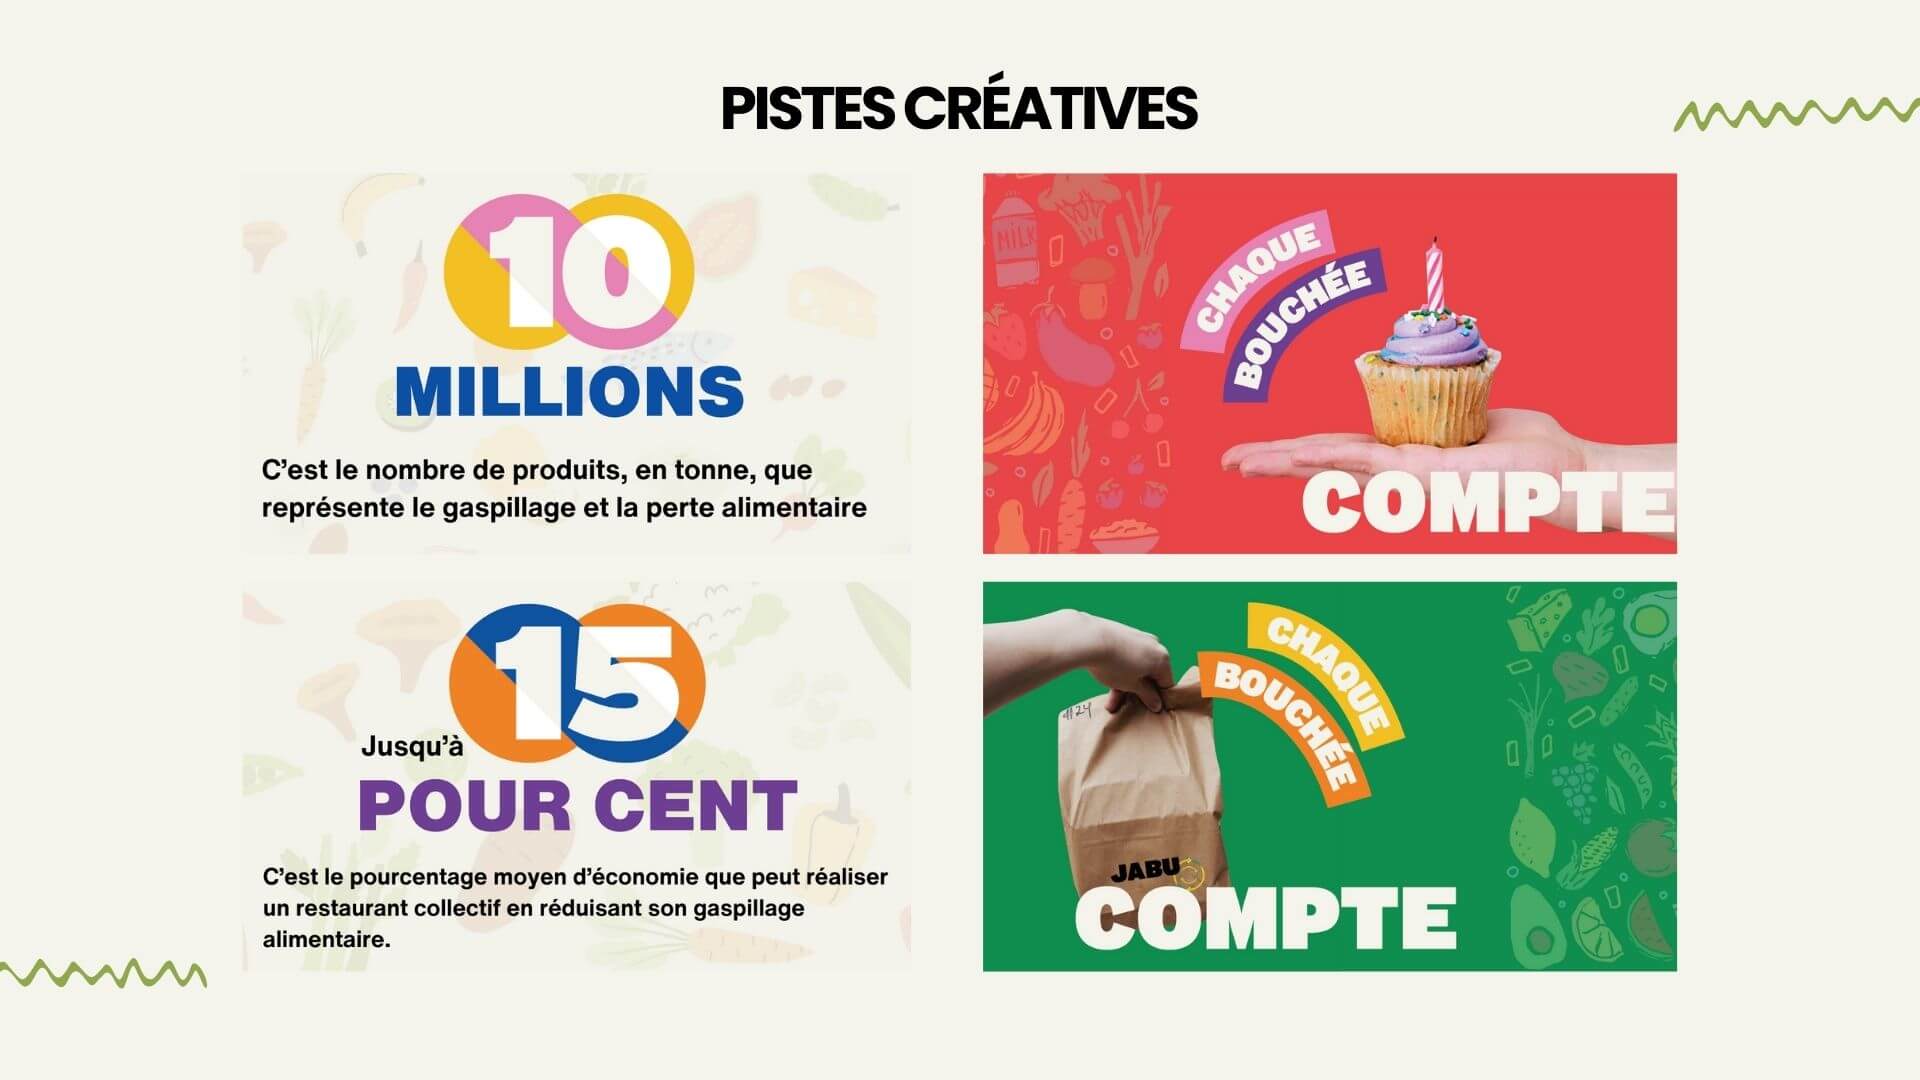 PISTES CRÉATIVES
10
MILLIONS
C’est le nombre de produits, en tonne, que
représente le gaspillage et la perte alimentaire
MILK
CHAQUE
BOUCHÉE
COMPTE
Jusqu’à
15
POUR CENT
C’est le pourcentage moyen d’économie que peut réaliser
un restaurant collectif en réduisant son gaspillage
alimentaire.
CHAQUE
BOUCHÉE
#24
JABU
COMPTE